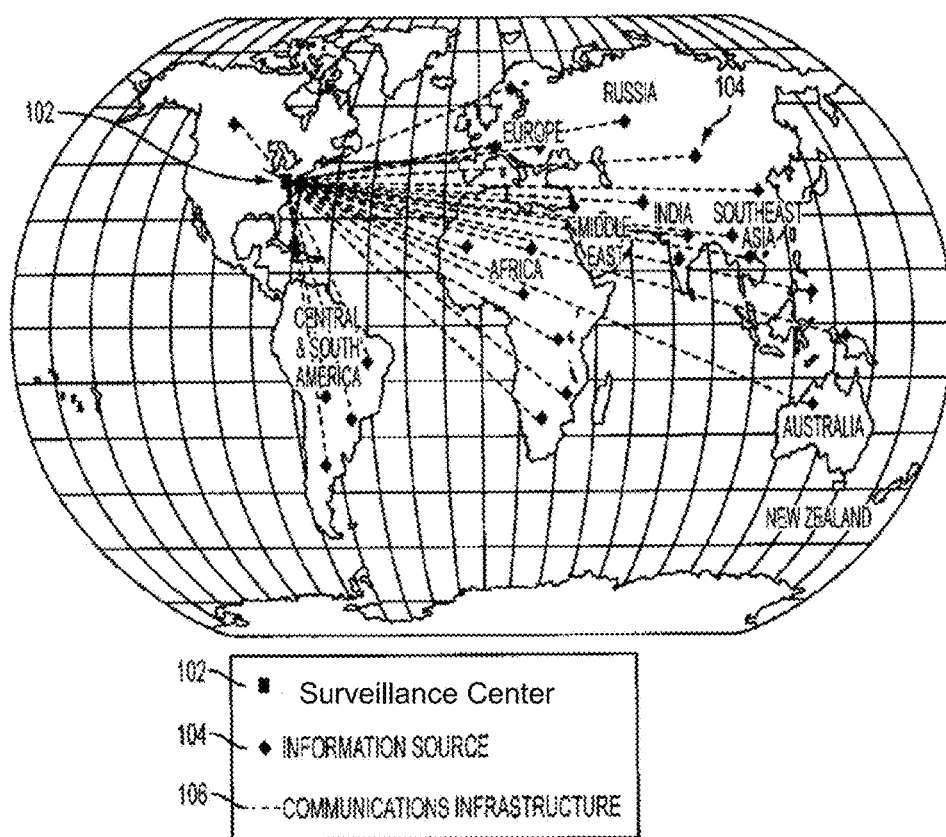 RUSSIA
104
102
EUROPE
INDIA
SOUTHEAST
ASIA
MIDDLE
EAST
AFRICA
CENTRAL
& SOUTH
AMERICA
AUSTRALIA
NEW ZEALAND
102
Surveillance Center
104
INFORMATION SOURCE
106
COMMUNICATIONS INFRASTRUCTURE